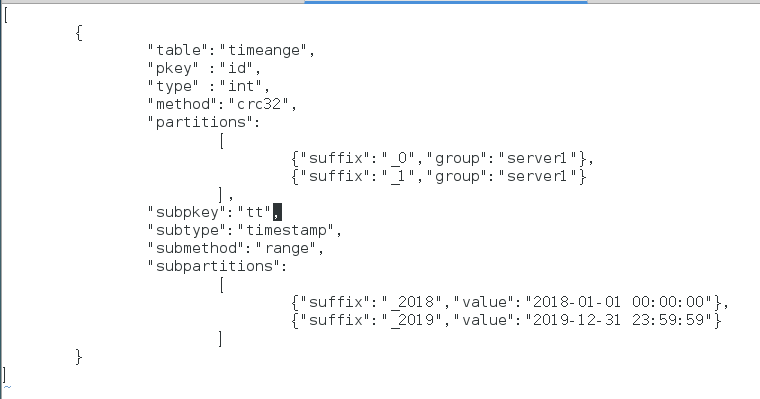 [
{
"table":"timeange",
"pkey" :"id",
"type" :"int",
"method":"crc32",
"partitions":
[
{"suffix":"_0","group":"server1"},
{"suffix":"_1","group":"server1"}
],
"subpkey":"tt",
"subtype":"timestamp",
"submethod":"range",
"subpartitions":
[
{"suffix":"_2018","value":"2018-01-01 00:00:00"},
{"suffix":"_2019","value":"2019-12-31 23:59:59"}
]
}
]
~